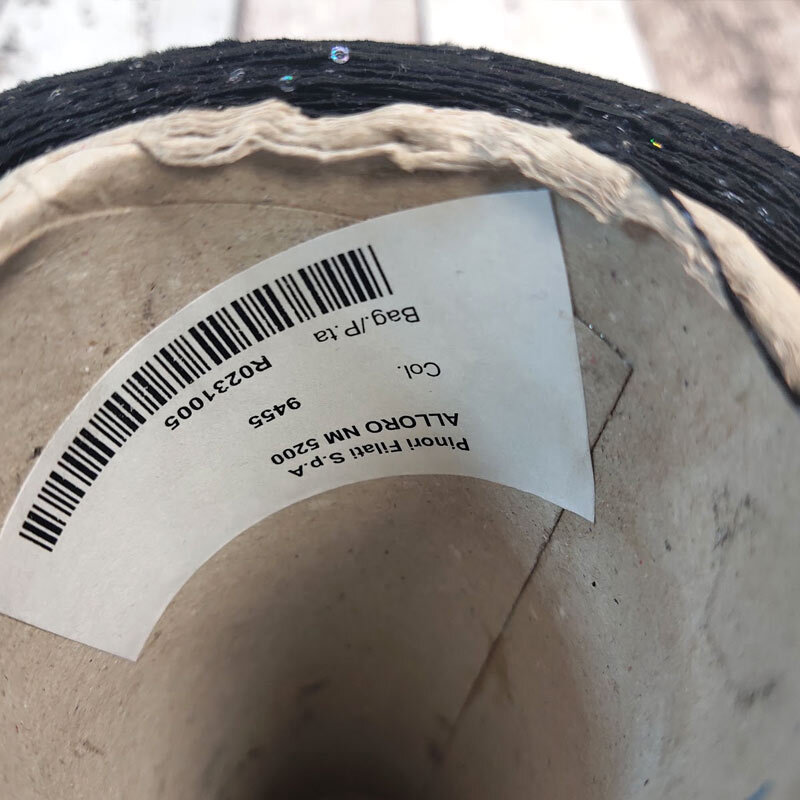 Pinori Filati S.p.A
ALLORO NM 5200
Col. 9455
Bag./P.ta R0231005